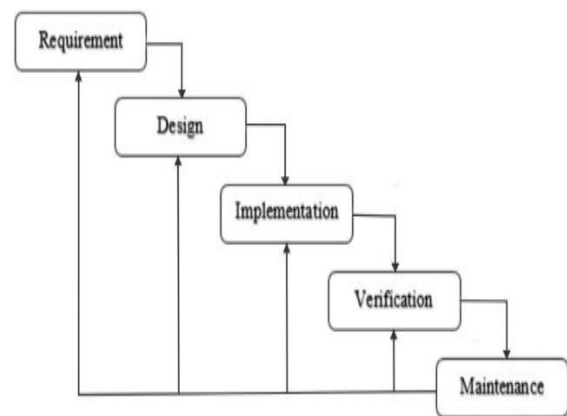 Requirement
Design
Implementation
Verification
Maintenance